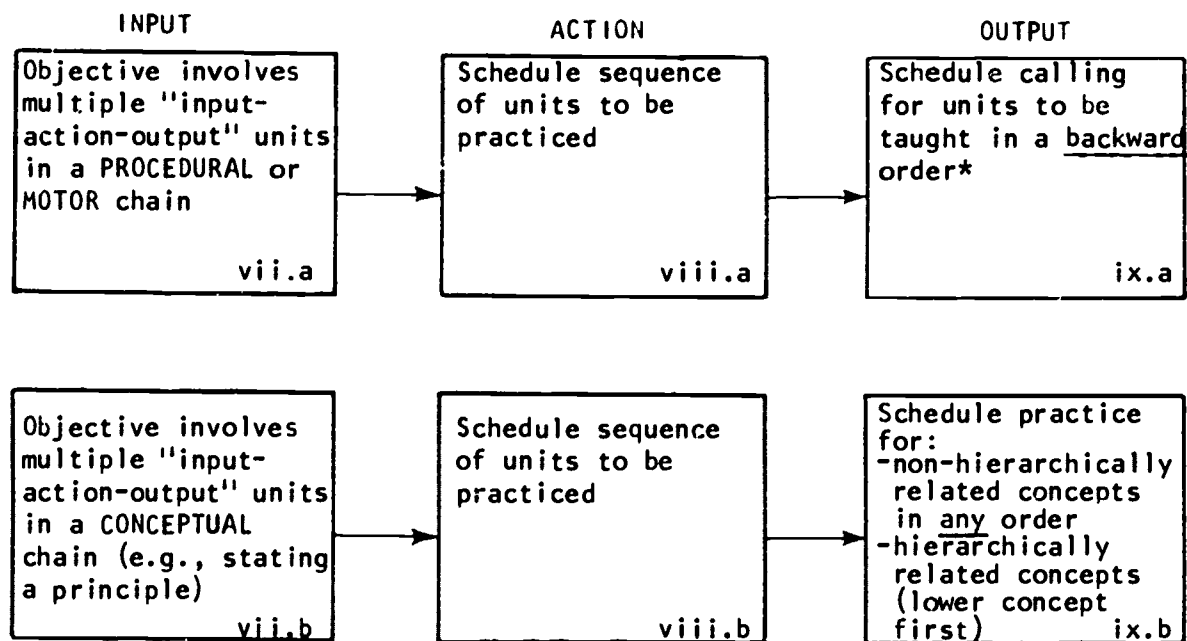 INPUT
ACTION
OUTPUT
Objective involves
multiple "input-
action-output" units
in a PROCEDURAL or
MOTOR chain
vii.a
Schedule sequence
of units to be
practiced
viii.a
Schedule calling
for units to be
taught in a backward
order*
ix.a
Objective involves
multiple "input-
action-output" units
in a CONCEPTUAL
chain (e.g., stating
a principle)
vii.b
Schedule sequence
of units to be
practiced
viii.b
Schedule practice
for:
-non-hierarchically
related concepts
in any order
-hierarchically
related concepts
(lower concept
first) ix.b